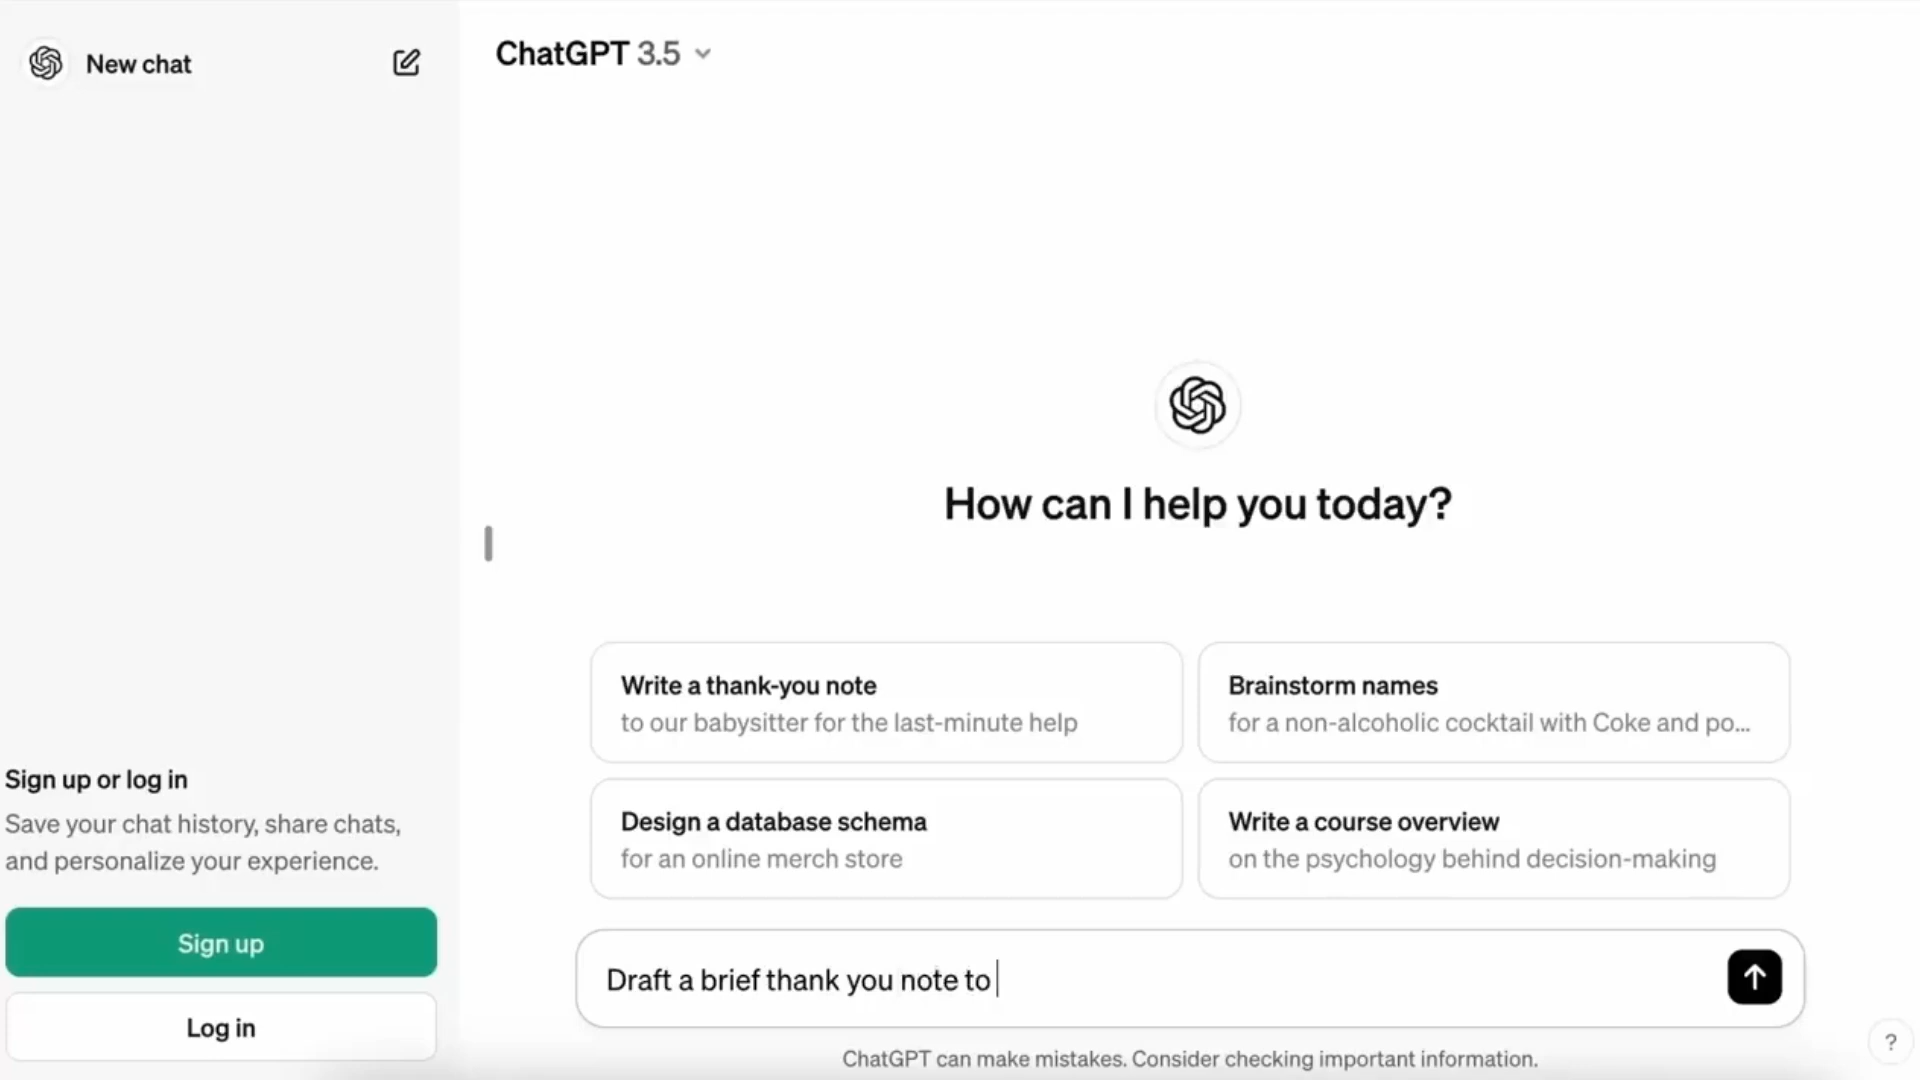 New chat
ChatGPT 3.5
How can I help you today?
Write a thank-you note
to our babysitter for the last-minute help
Brainstorm names
for a non-alcoholic cocktail with Coke and po...
Design a database schema
for an online merch store
Write a course overview
on the psychology behind decision-making
Sign up or log in
Save your chat history, share chats,
and personalize your experience.
Sign up
Log in
Draft a brief thank you note to
ChatGPT can make mistakes. Consider checking important information.
?